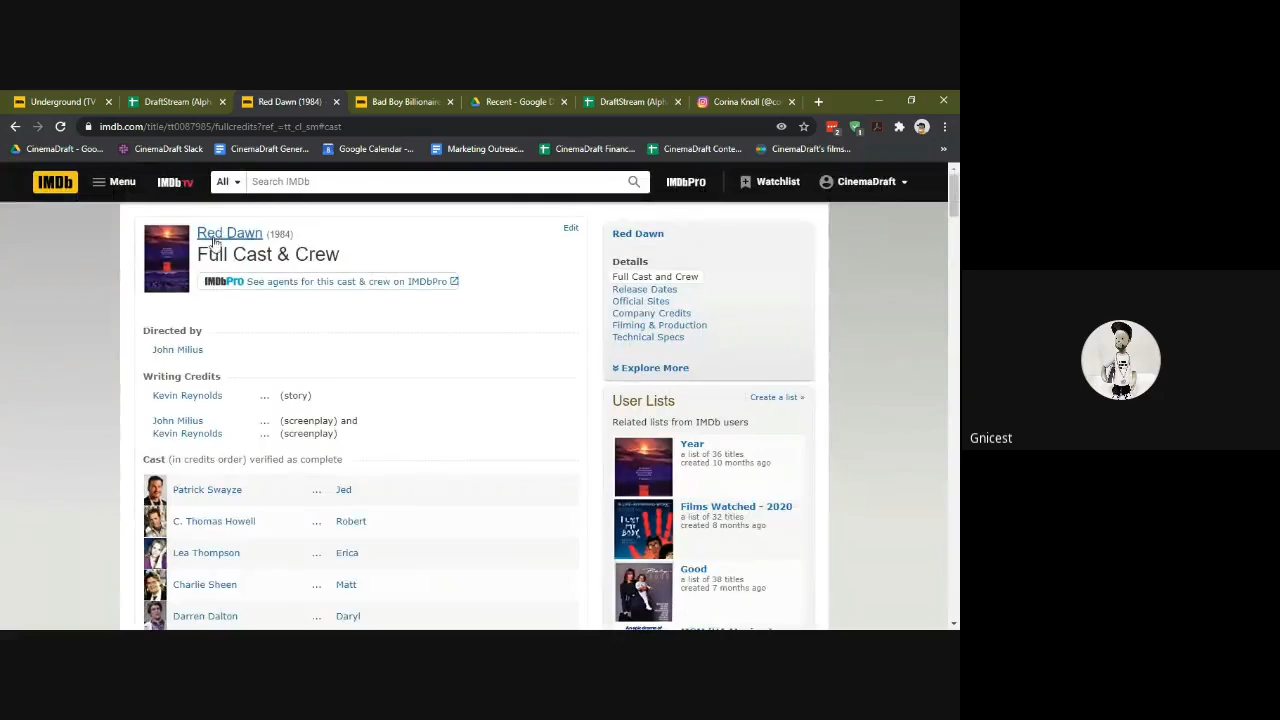 Underground (TV
DraftStream (Alph
Red Dawn (1984)
Bad Boy Billionaire
Recent - Google D
DraftStream (Alph
Corina Knoll (@co
imdb.com/title/tt0087985/fullcredits?ref_=tt_cl_sm#cast
CinemaDraft - Goo...
CinemaDraft Slack
CinemaDraft Gener...
Google Calendar -...
Marketing Outreac...
CinemaDraft Financ...
CinemaDraft Conte...
CinemaDraft's films...
IMDb
Menu
IMDbTV
All
Search IMDb
IMDbPro
Watchlist
CinemaDraft
Red Dawn (1984)
Edit
Full Cast & Crew
IMDbPro See agents for this cast & crew on IMDbPro
Directed by
John Milius
Writing Credits
Kevin Reynolds ... (story)
John Milius (screenplay) and
Kevin Reynolds (screenplay)
Cast (in credits order) verified as complete
Patrick Swayze ... Jed
C. Thomas Howell ... Robert
Lea Thompson ... Erica
Charlie Sheen ... Matt
Darren Dalton ... Daryl
Red Dawn
Details
Full Cast and Crew
Release Dates
Official Sites
Company Credits
Filming & Production
Technical Specs
Explore More
User Lists
Create a list »
Related lists from IMDb users
Year
a list of 36 titles
created 10 months ago
Films Watched - 2020
a list of 32 titles
created 8 months ago
Good
a list of 38 titles
created 7 months ago
Gnicest